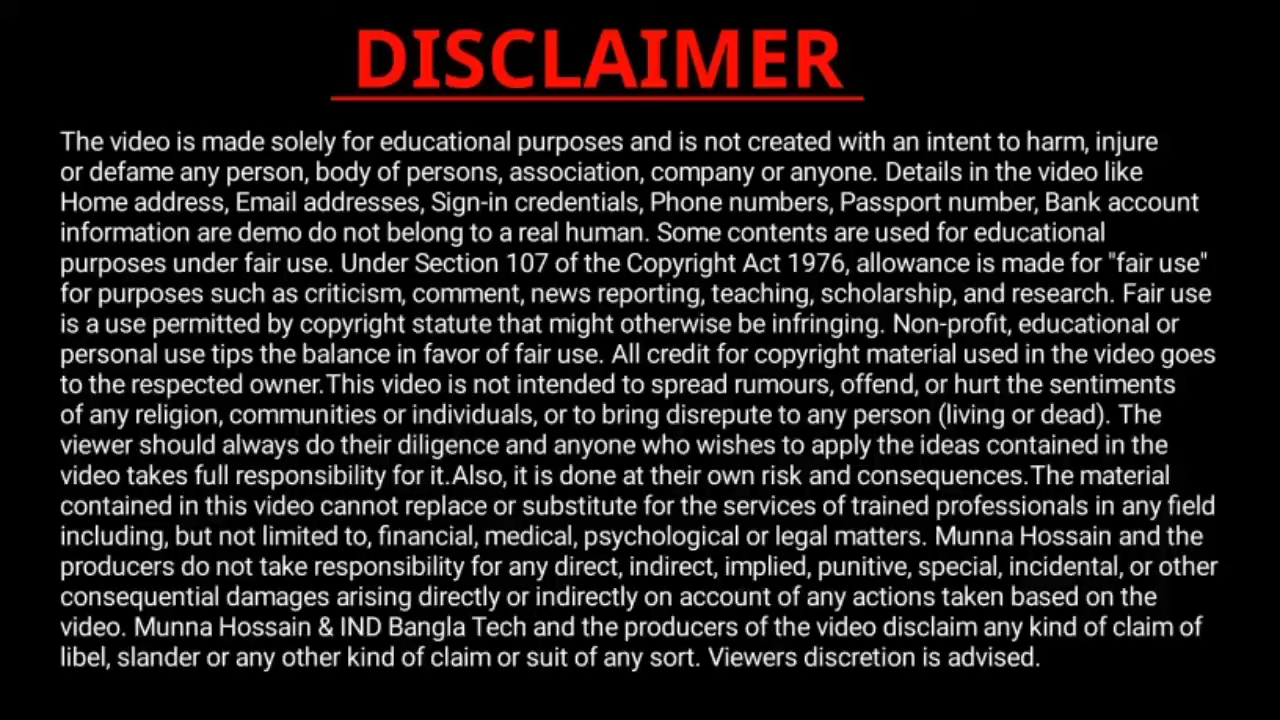 DISCLAIMER
The video is made solely for educational purposes and is not created with an intent to harm, injure
or defame any person, body of persons, association, company or anyone. Details in the video like
Home address, Email addresses, Sign-in credentials, Phone numbers, Passport number, Bank account
information are demo do not belong to a real human. Some contents are used for educational
purposes under fair use. Under Section 107 of the Copyright Act 1976, allowance is made for "fair use"
for purposes such as criticism, comment, news reporting, teaching, scholarship, and research. Fair use
is a use permitted by copyright statute that might otherwise be infringing. Non-profit, educational or
personal use tips the balance in favor of fair use. All credit for copyright material used in the video goes
to the respected owner.This video is not intended to spread rumours, offend, or hurt the sentiments
of any religion, communities or individuals, or to bring disrepute to any person (living or dead). The
viewer should always do their diligence and anyone who wishes to apply the ideas contained in the
video takes full responsibility for it.Also, it is done at their own risk and consequences.The material
contained in this video cannot replace or substitute for the services of trained professionals in any field
including, but not limited to, financial, medical, psychological or legal matters. Munna Hossain and the
producers do not take responsibility for any direct, indirect, implied, punitive, special, incidental, or other
consequential damages arising directly or indirectly on account of any actions taken based on the
video. Munna Hossain & IND Bangla Tech and the producers of the video disclaim any kind of claim of
libel, slander or any other kind of claim or suit of any sort. Viewers discretion is advised.